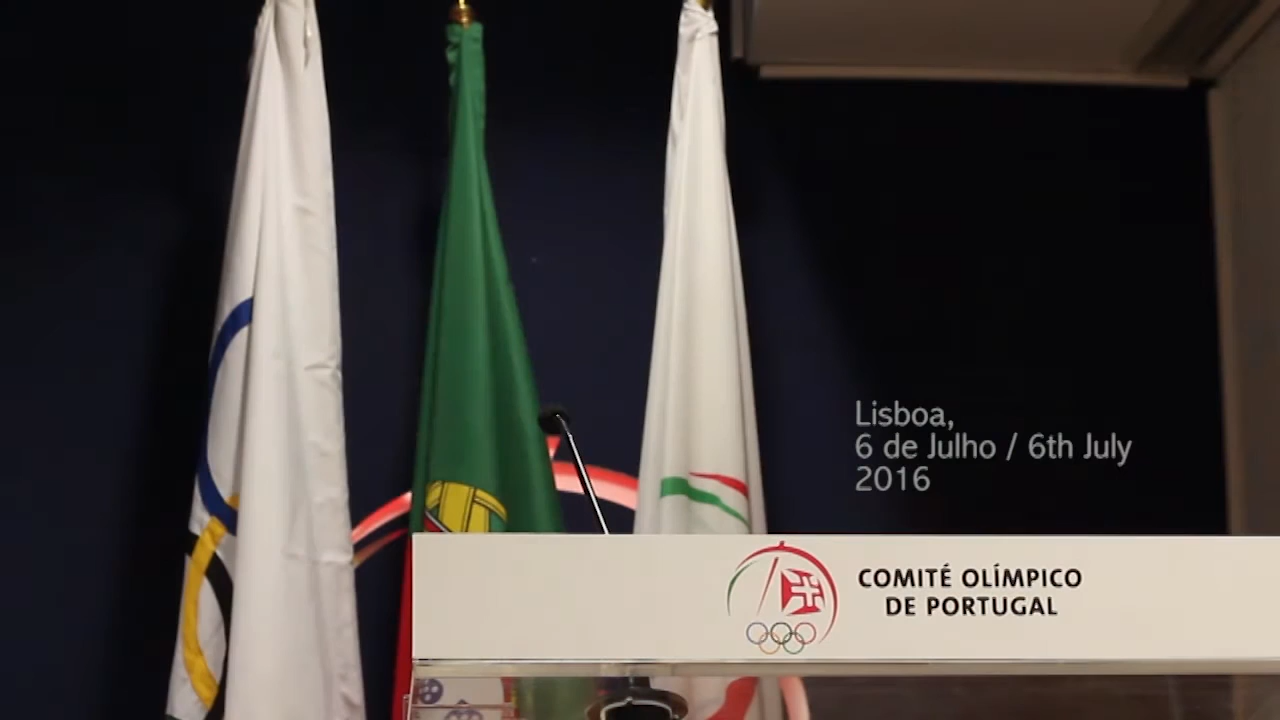 Lisboa,
6 de Julho / 6th July
2016
COMITÉ OLÍMPICO
DE PORTUGAL